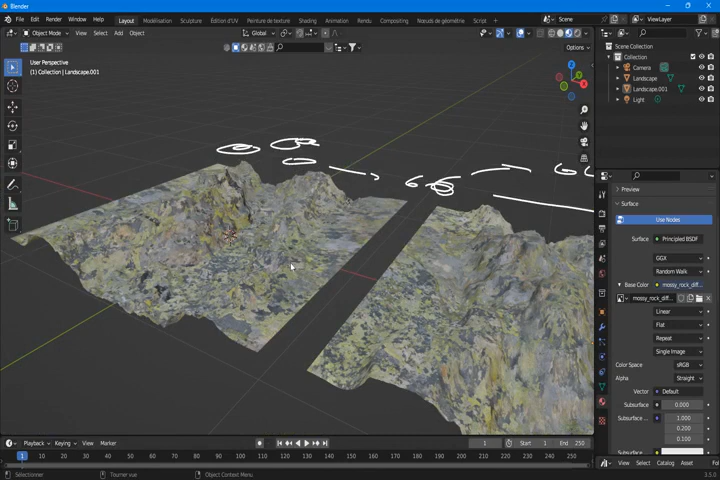 Blender
File Edit Render Window Help Layout Modélisation Sculpture Édition d'UV Peinture de texture Shading Animation Rendu Compositing Nœuds de géométrie Script + Scene ViewLayer
Object Mode View Select Add Object Global
Options
User Perspective
(1) Collection | Landscape.001
Scene Collection
Collection
Camera
Landscape
Landscape.001
Light
Preview
Surface
Use Nodes
Surface Principled BSDF
GGX
Random Walk
Base Color mossy_rock_diff...
mossy_rock_diff...
Linear
Flat
Repeat
Single Image
Color Space sRGB
Alpha Straight
Vector Default
Subsurface 0.000
Subsurface ... 1.000
0.200
0.100
Subsurf...
Playback Keying View Marker 1 Start 1 End 250
1 10 20 30 40 50 60 70 80 90 100 110 120 130 140 150 160 170 180 190 200 210 220 230 240 250
View Select Catalog Asset
Sélectionner Tourner vue Object Context Menu 3.5.0
X Y Z